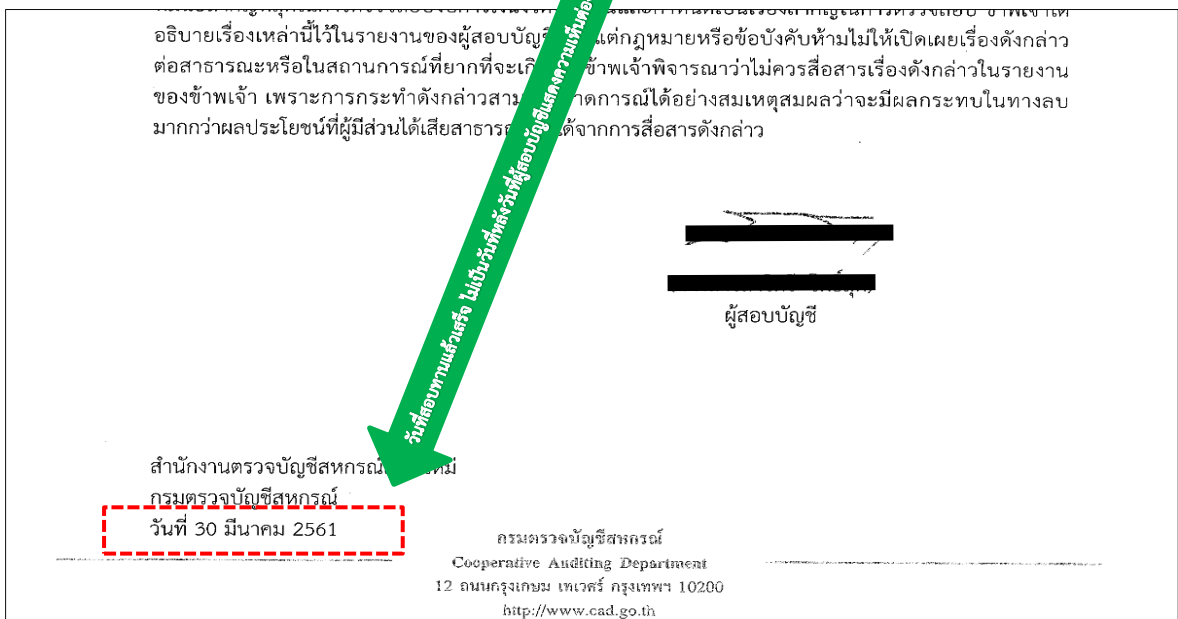 อธิบายเรื่องเหล่านี้ไว้ในรายงานของผู้สอบบัญชี แต่กฎหมายหรือข้อบังคับห้ามไม่ให้เปิดเผยเรื่องดังกล่าว
ต่อสาธารณะหรือในสถานการณ์ที่ยากที่จะ ข้าพเจ้าพิจารณาว่าไม่ควรสื่อสารเรื่องดังกล่าวในรายงาน
ของข้าพเจ้า เพราะการกระทำดังกล่าว าดการณ์ได้อย่างสมเหตุสมผลว่าจะมีผลกระทบในทางลบ
มากกว่าผลประโยชน์ที่ผู้มีส่วนได้เสียสาธารณ ได้จากการสื่อสารดังกล่าว
วันที่สอบทานแล้วเสร็จ ไม่เป็นวันที่หลังวันที่ผู้สอบบัญชีแสดงความเห็นต่อ
ผู้สอบบัญชี
สำนักงานตรวจบัญชีสหกรณ์ ใหม่
กรมตรวจบัญชีสหกรณ์
วันที่ 30 มีนาคม 2561
กรมตรวจบัญชีสหกรณ์
Cooperative Auditing Department
12 ถนนกรุงเกษม เทเวศร์ กรุงเทพฯ 10200
http://www.cad.go.th